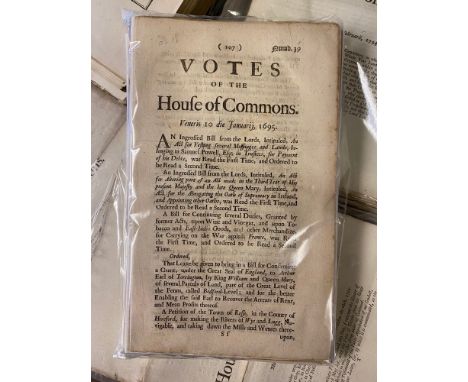 ( 107 ) Numb. 39
VOTES
OF THE
House of Commons.
Veneris 10 die Januarij, 1695.
AN Ingrossed Bill from the Lords, Intituled, An
Act for Vesting several Messuages and Lands, be-
longing to Samuel Powell, Esq; in Trustees, for Payment
of his Debts, was Read the First Time, and Ordered to
be Read a Second Time.
An Ingrossed Bill from the Lords, Intituled, An Act
for Altering part of an Act made in the Third Year of His
present Majesty and the late Queen Mary, Intituled, An
Act, for the Abrogating the Oath of Supremacy in Ireland,
and Appointing other Oaths, was Read the First Time, and
Ordered to be Read a Second Time.
A Bill for Continuing several Duties, Granted by
former Acts, upon Wine and Vinegar, and upon To-
bacco and East-India Goods, and other Merchandize
for Carrying on the War against France, was Read
the First Time, and Ordered to be Read a Second
Time.
Ordered,
That Leave be given to bring in a Bill for Confirming
a Grant, under the Great Seal of England, to Arthur
Earl of Torrington, by King William and Queen Mary,
of several Parcels of Land, part of the Great Level
of the Fenns, called Bedford-Level; and for the better
Enabling the said Earl to Recover the Arrears of Rent,
and Mean Profits thereof.
A Petition of the Town of Rosse, in the County of
Hereford, for making the Rivers of Wye and Lugg, Na-
vigable, and taking down the Mills and Weares there-
Sf upon,